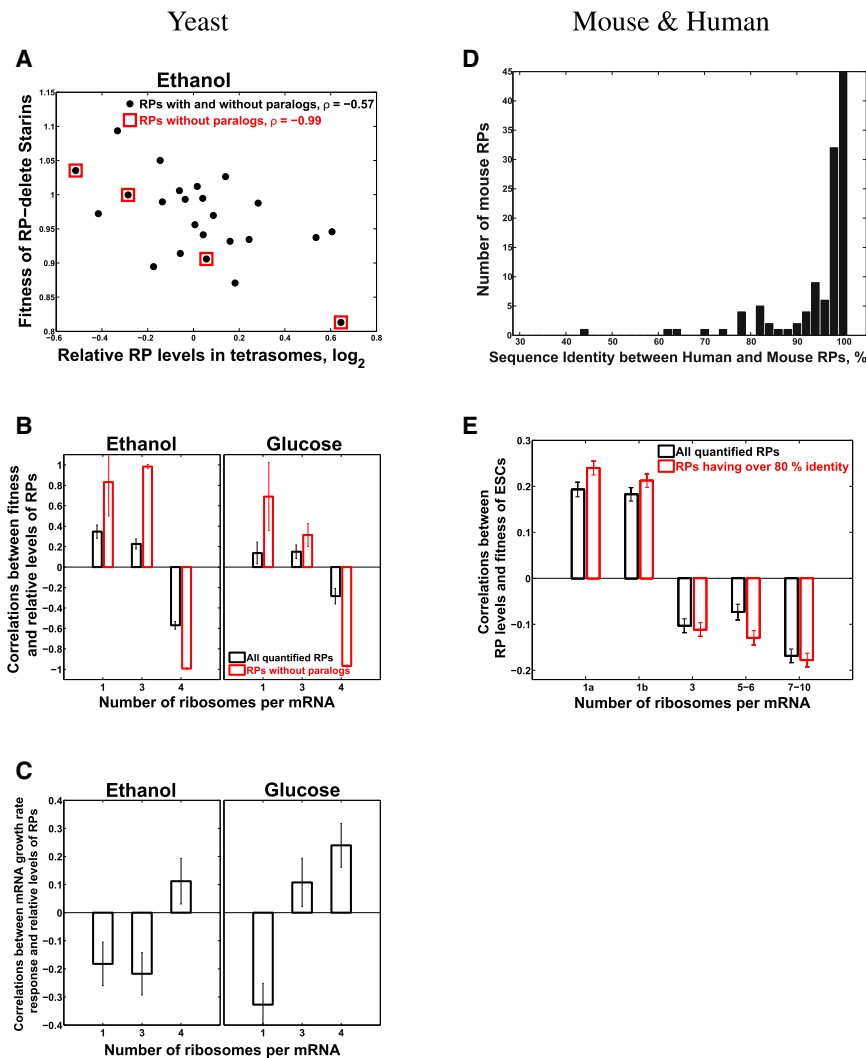 Yeast
Mouse & Human
A
Ethanol
RPs with and without paralogs, ρ = −0.57
RPs without paralogs, ρ = −0.99
Fitness of RP−delete Starins
1.15
1.1
1.05
1
0.95
0.9
0.85
0.8
−0.6
−0.4
−0.2
0
0.2
0.4
0.6
0.8
Relative RP levels in tetrasomes, log2
D
Number of mouse RPs
45
40
35
30
25
20
15
10
5
0
30
40
50
60
70
80
90
100
Sequence Identity between Human and Mouse RPs, %
B
Ethanol
Glucose
Correlations between fitness
and relative levels of RPs
1
0.8
0.6
0.4
0.2
0
−0.2
−0.4
−0.6
−0.8
−1
All quantified RPs
RPs without paralogs
1
3
4
1
3
4
Number of ribosomes per mRNA
E
All quantified RPs
RPs having over 80 % identity
Correlations between
RP levels and fitness of ESCs
0.3
0.2
0.1
0
−0.1
−0.2
1a
1b
3
5−6
7−10
Number of ribosomes per mRNA
C
Ethanol
Glucose
Correlations between mRNA growth rate
response and relative levels of RPs
0.4
0.3
0.2
0.1
0
−0.1
−0.2
−0.3
−0.4
1
3
4
1
3
4
Number of ribosomes per mRNA